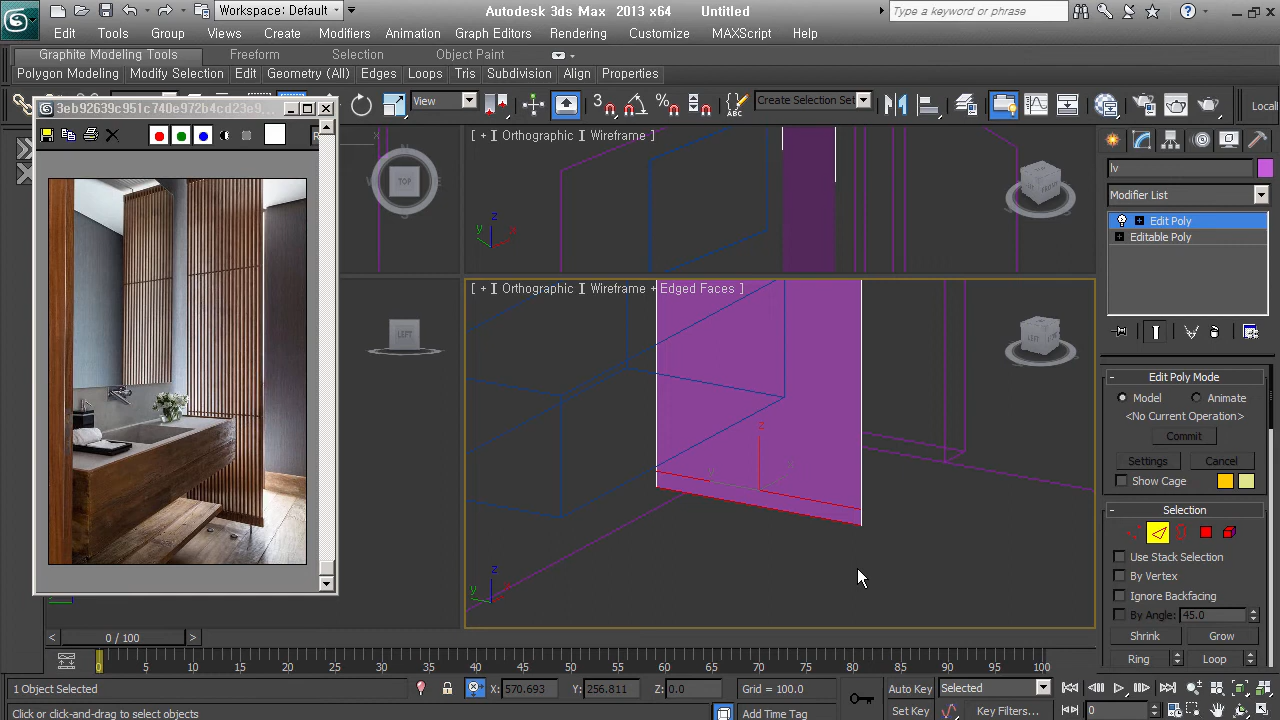 Workspace: Default
Autodesk 3ds Max 2013 x64 Untitled
Type a keyword or phrase
Edit Tools Group Views Create Modifiers Animation Graph Editors Rendering Customize MAXScript Help
Graphite Modeling Tools Freeform Selection Object Paint
Polygon Modeling Modify Selection Edit Geometry (All) Edges Loops Tris Subdivision Align Properties
View
Create Selection Set
Local
3eb92639c951c740e972b4cd23e9...
[ + ] [ Orthographic ] [ Wireframe ]
TOP
z
y x
lv
Modifier List
Edit Poly
Editable Poly
[ + ] [ Orthographic ] [ Wireframe + Edged Faces ]
LEFT
z
z
y
Edit Poly Mode
Model Animate
<No Current Operation>
Commit
Settings Cancel
Show Cage
Selection
Use Stack Selection
By Vertex
Ignore Backfacing
By Angle: 45.0
Shrink Grow
Ring Loop
0 / 100
0 5 10 15 20 25 30 35 40 45 50 55 60 65 70 75 80 85 90 95 100
1 Object Selected
X: 570.693 Y: 256.811 Z: 0.0 Grid = 100.0
Auto Key Selected
Click or click-and-drag to select objects
Add Time Tag
Set Key Key Filters...
0